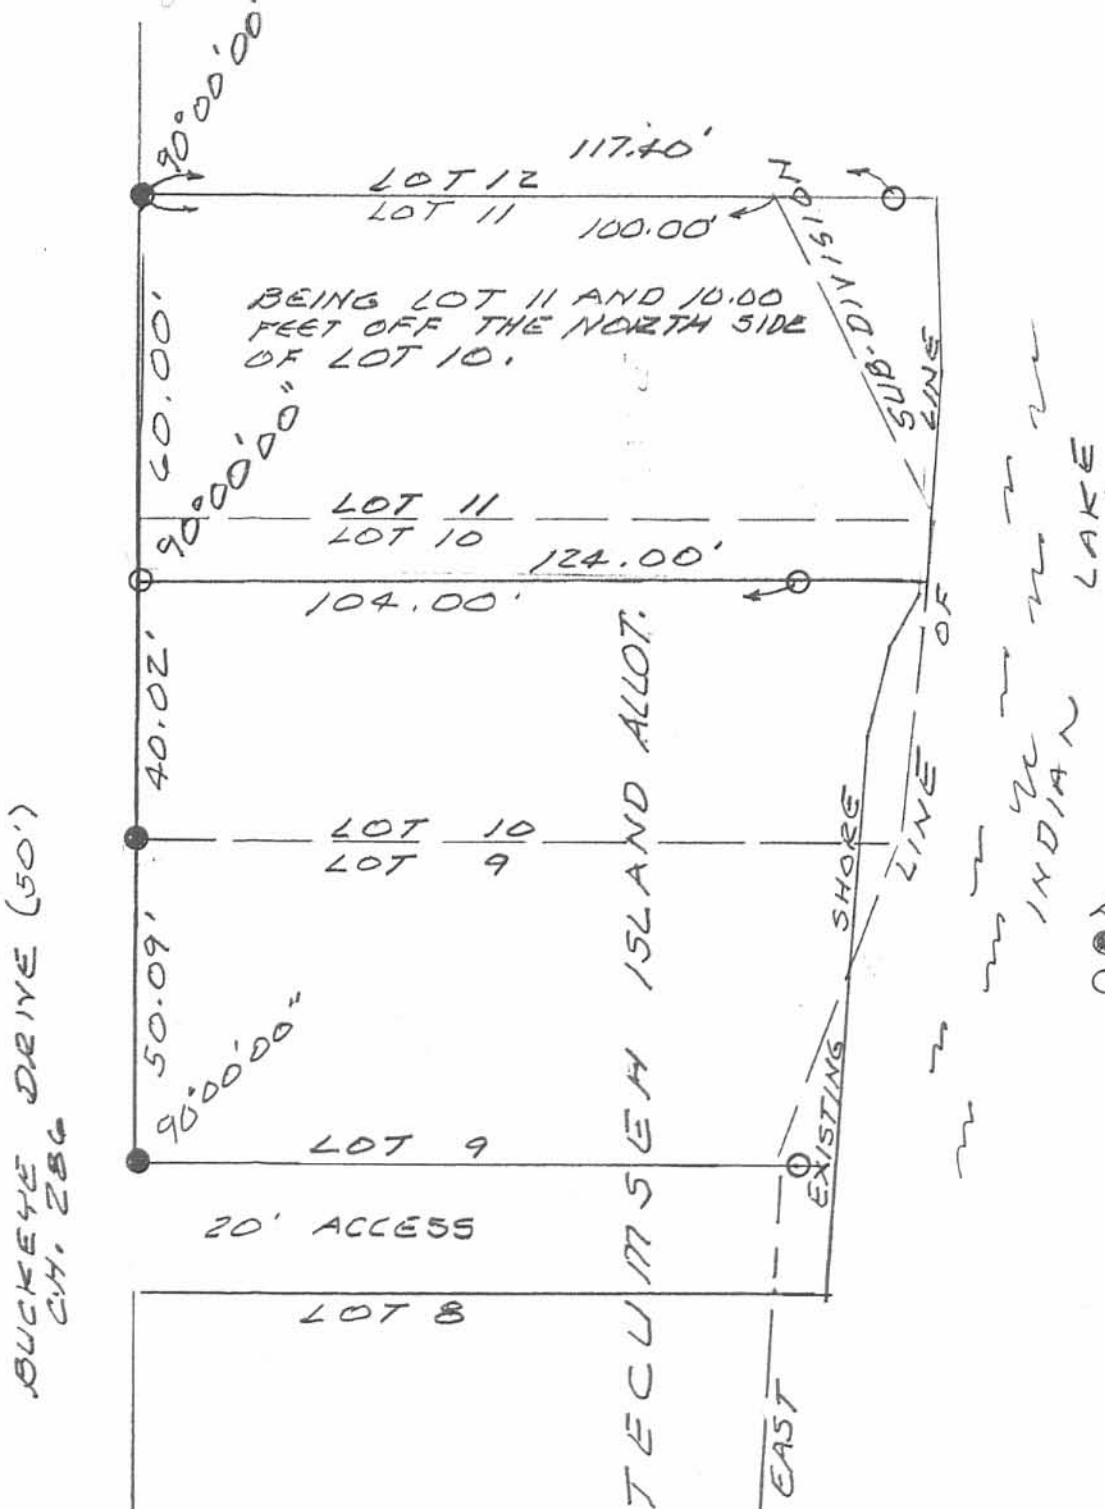 90°00'00"
117.40'
LOT 12
LOT 11
100.00'
BEING LOT 11 AND 10.00
FEET OFF THE NORTH SIDE
OF LOT 10.
60.00'
90°00'00"
SUB-DIVISION
LINE
LOT 11
LOT 10
124.00'
104.00'
40.02'
LOT 10
LOT 9
50.09'
90°00'00"
LOT 9
20' ACCESS
LOT 8
BUCKEYE DRIVE (50')
C.H. 286
TECUMSEH ISLAND ALLOT.
EXISTING SHORE LINE OF
INDIAN LAKE
EAST